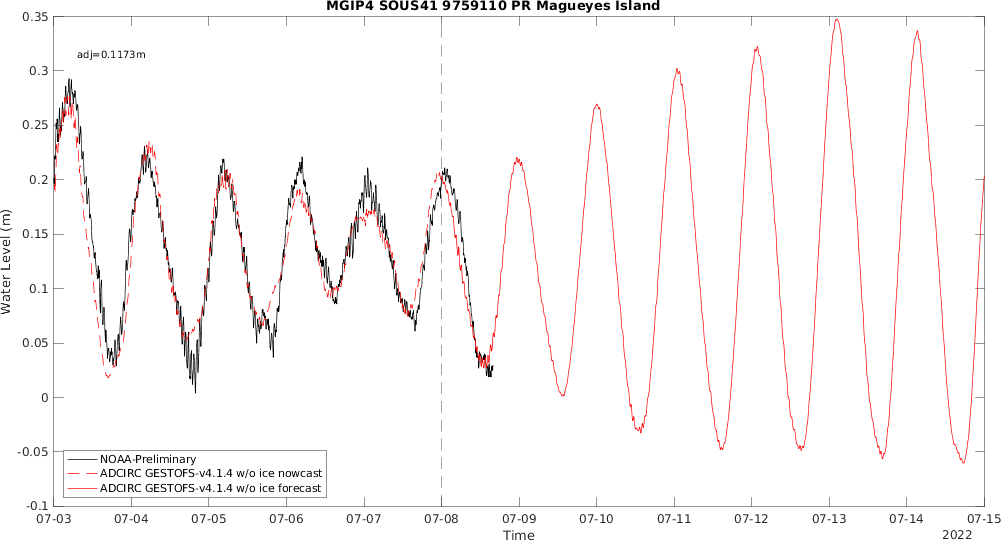 MGIP4 SOUS41 9759110 PR Magueyes Island
adj=0.1173m
0.35
0.3
0.25
0.2
0.15
0.1
0.05
0
-0.05
-0.1
Water Level (m)
NOAA-Preliminary
ADCIRC GESTOFS-v4.1.4 w/o ice nowcast
ADCIRC GESTOFS-v4.1.4 w/o ice forecast
07-03 07-04 07-05 07-06 07-07 07-08 07-09 07-10 07-11 07-12 07-13 07-14 07-15
Time
2022